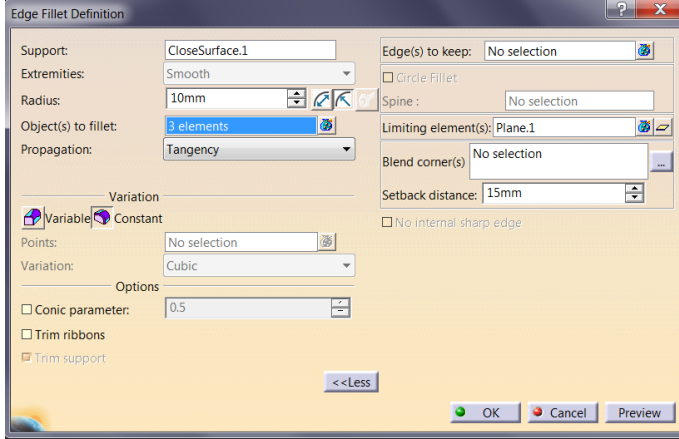 Edge Fillet Definition
? X
Support: CloseSurface.1
Extremities: Smooth
Radius: 10mm
Object(s) to fillet: 3 elements
Propagation: Tangency
Variation
Variable Constant
Points: No selection
Variation: Cubic
Options
Conic parameter: 0.5
Trim ribbons
Trim support
<<Less
Edge(s) to keep: No selection
Circle Fillet
Spine : No selection
Limiting element(s): Plane.1
Blend corner(s) No selection
...
Setback distance: 15mm
No internal sharp edge
OK Cancel Preview